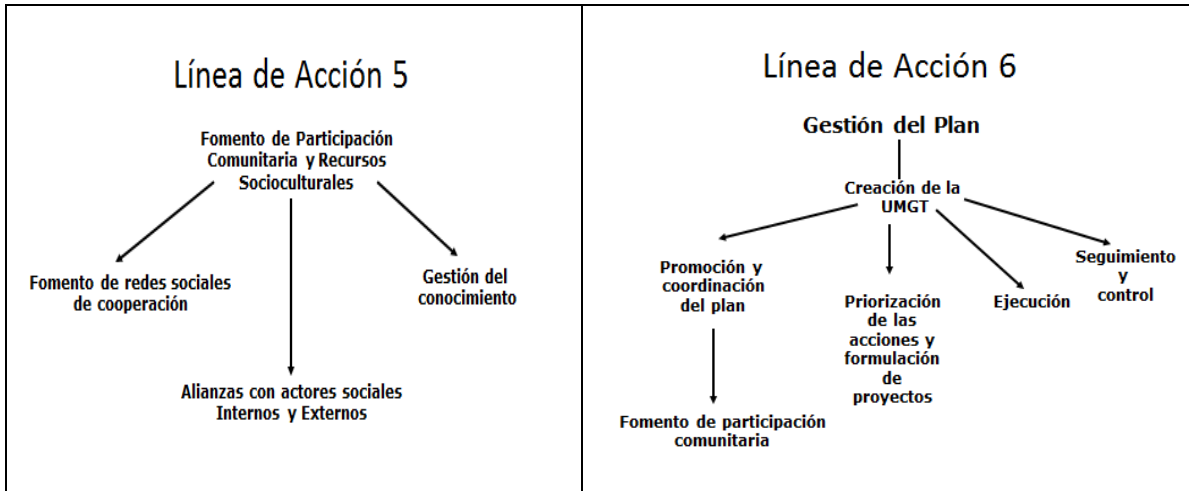 Línea de Acción 5
Fomento de Participación
Comunitaria y Recursos
Socioculturales
Fomento de redes sociales
de cooperación
Gestión del
conocimiento
Alianzas con actores sociales
Internos y Externos
Línea de Acción 6
Gestión del Plan
Creación de la
UMGT
Promoción y
coordinación
del plan
Priorización
de las
acciones y
formulación
de
proyectos
Ejecución
Seguimiento
y
control
Fomento de participación
comunitaria